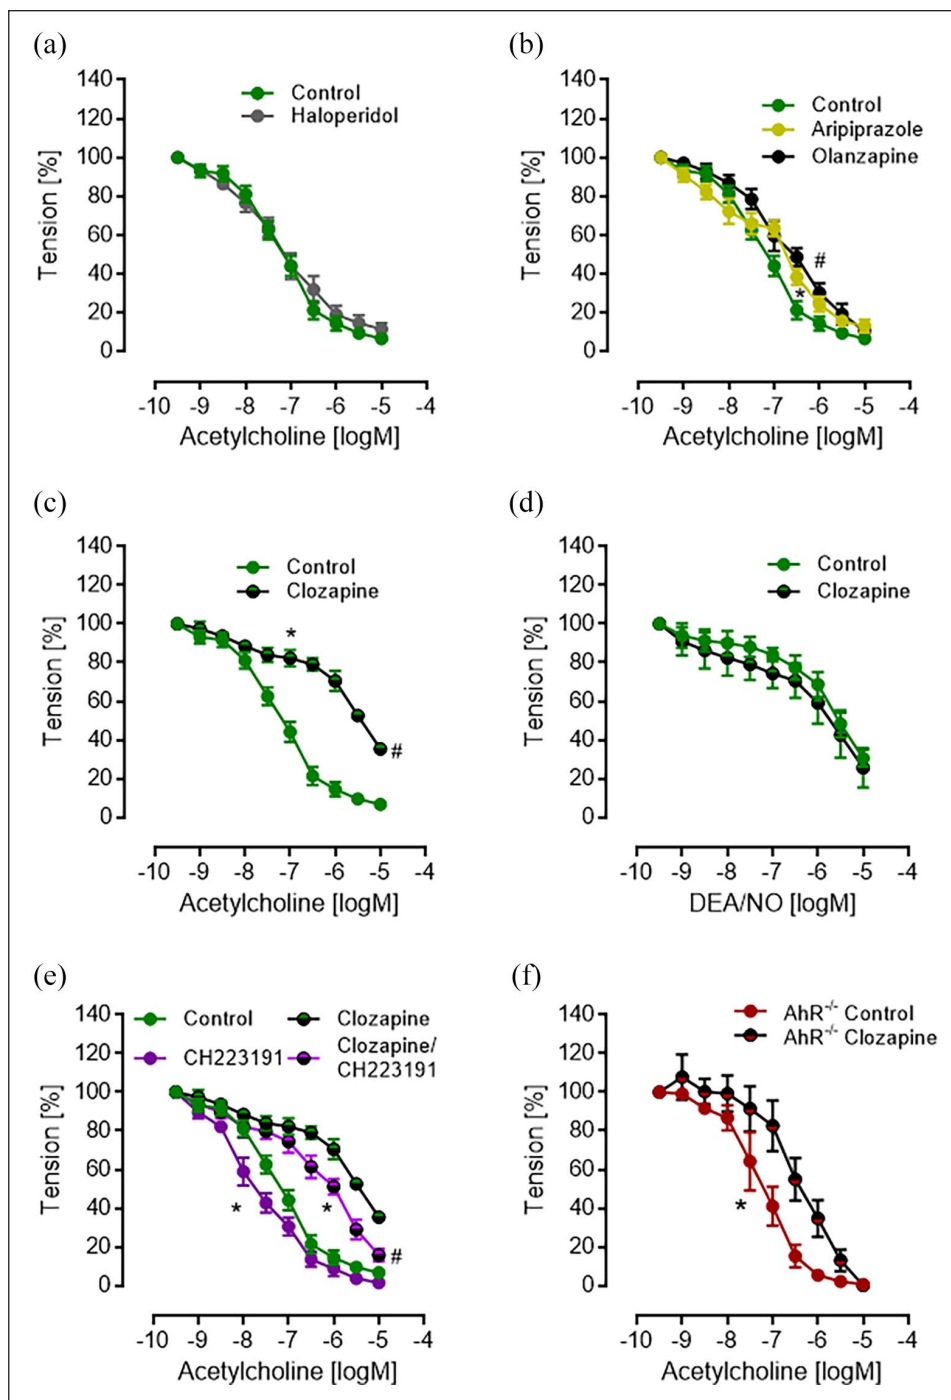 (a)
140
120
100
80
60
40
20
0
Tension [%]
Control
Haloperidol
-10 -9 -8 -7 -6 -5 -4
Acetylcholine [logM]
(b)
140
120
100
80
60
40
20
0
Tension [%]
Control
Aripiprazole
Olanzapine
#
*
-10 -9 -8 -7 -6 -5 -4
Acetylcholine [logM]
(c)
140
120
100
80
60
40
20
0
Tension [%]
Control
Clozapine
*
#
-10 -9 -8 -7 -6 -5 -4
Acetylcholine [logM]
(d)
140
120
100
80
60
40
20
0
Tension [%]
Control
Clozapine
-10 -9 -8 -7 -6 -5 -4
DEA/NO [logM]
(e)
140
120
100
80
60
40
20
0
Tension [%]
Control
CH223191
Clozapine
Clozapine/
CH223191
*
*
#
-10 -9 -8 -7 -6 -5 -4
Acetylcholine [logM]
(f)
140
120
100
80
60
40
20
0
Tension [%]
AhR-/- Control
AhR-/- Clozapine
*
-10 -9 -8 -7 -6 -5 -4
Acetylcholine [logM]